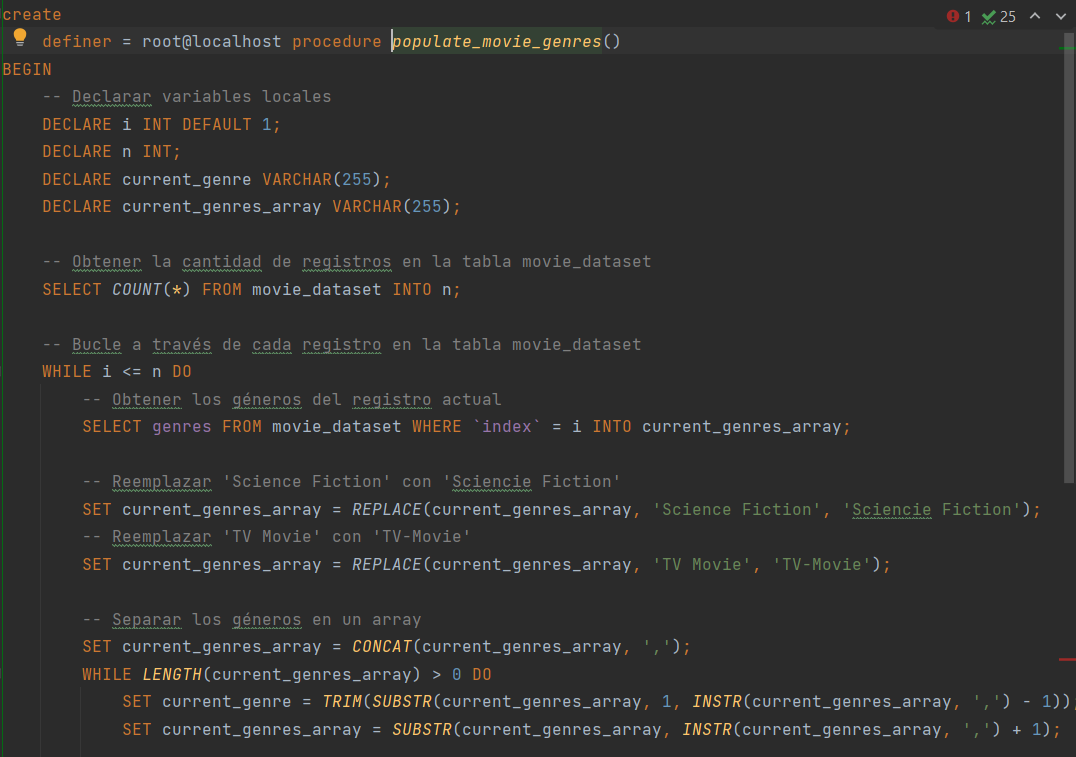 create
1 25
definer = root@localhost procedure populate_movie_genres()
BEGIN
-- Declarar variables locales
DECLARE i INT DEFAULT 1;
DECLARE n INT;
DECLARE current_genre VARCHAR(255);
DECLARE current_genres_array VARCHAR(255);
-- Obtener la cantidad de registros en la tabla movie_dataset
SELECT COUNT(*) FROM movie_dataset INTO n;
-- Bucle a través de cada registro en la tabla movie_dataset
WHILE i <= n DO
-- Obtener los géneros del registro actual
SELECT genres FROM movie_dataset WHERE `index` = i INTO current_genres_array;
-- Reemplazar 'Science Fiction' con 'Sciencie Fiction'
SET current_genres_array = REPLACE(current_genres_array, 'Science Fiction', 'Sciencie Fiction');
-- Reemplazar 'TV Movie' con 'TV-Movie'
SET current_genres_array = REPLACE(current_genres_array, 'TV Movie', 'TV-Movie');
-- Separar los géneros en un array
SET current_genres_array = CONCAT(current_genres_array, ',');
WHILE LENGTH(current_genres_array) > 0 DO
SET current_genre = TRIM(SUBSTR(current_genres_array, 1, INSTR(current_genres_array, ',') - 1));
SET current_genres_array = SUBSTR(current_genres_array, INSTR(current_genres_array, ',') + 1);